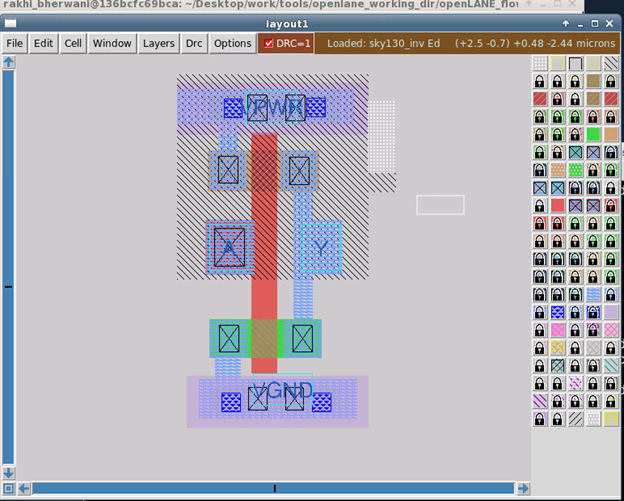 rakhi_bherwani@136bcfc69bca: ~/Desktop/work/tools/openlane_working_dir/openLANE_flo
layout1
File Edit Cell Window Layers Drc Options DRC=1 Loaded: sky130_inv Ed (+2.5 -0.7) +0.48 -2.44 microns
VPWR
A Y
VGND